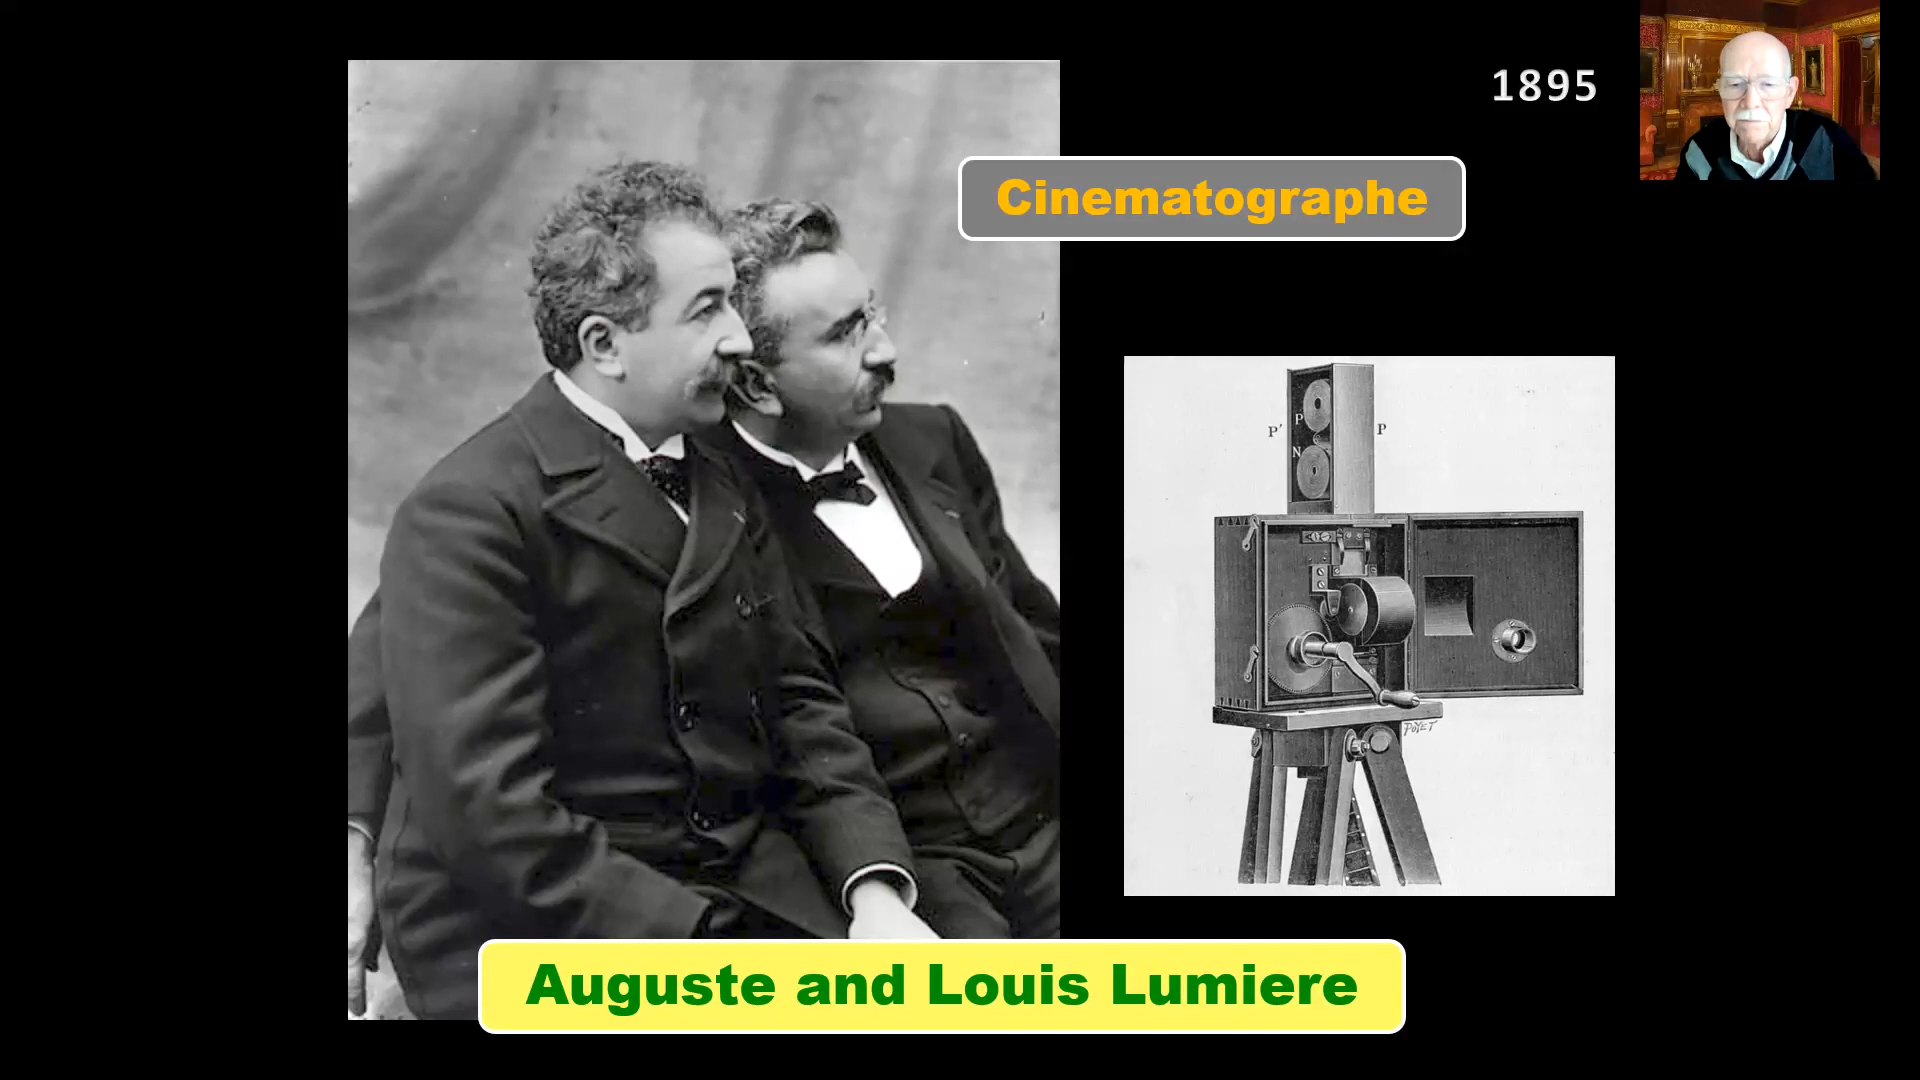 1895
Cinematographe
P
P' P
N
POYET
Auguste and Louis Lumiere